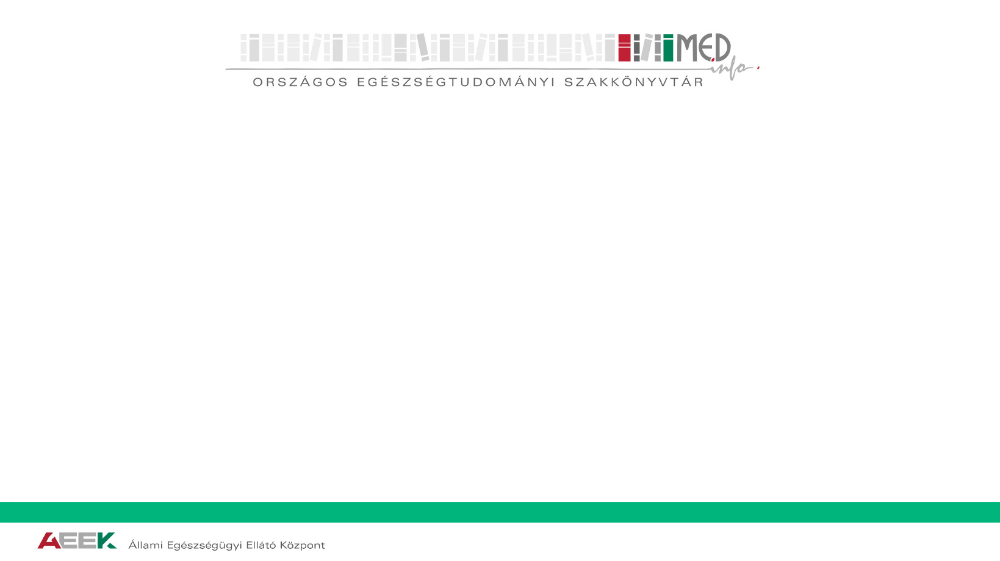 MED
info
ORSZÁGOS EGÉSZSÉGTUDOMÁNYI SZAKKÖNYVTÁR
AEEK Állami Egészségügyi Ellátó Központ